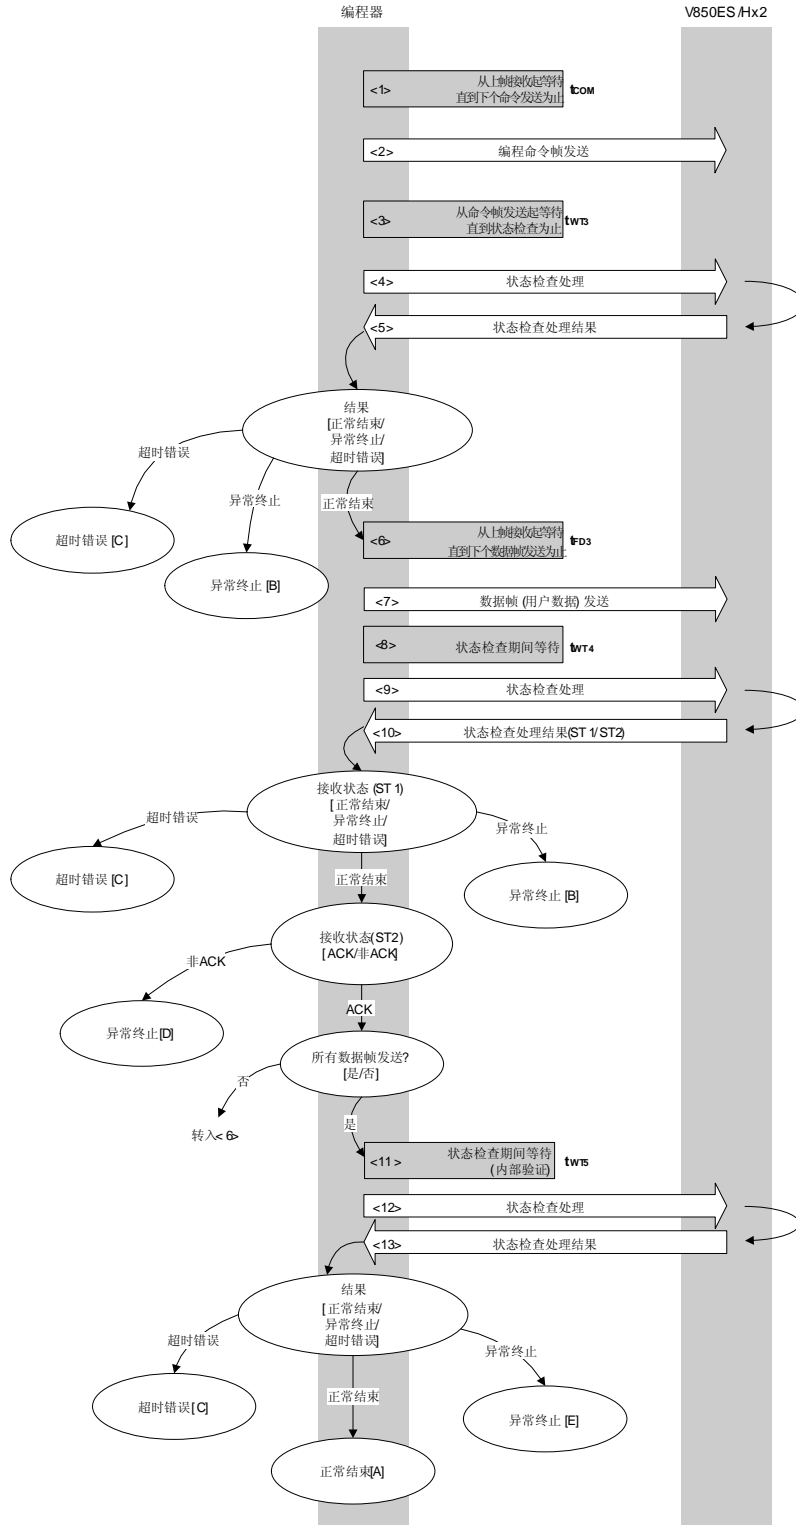 编程器
V850ES/Hx2
<1>
从上帧接收起等待
直到下个命令发送为止
tCOM
<2>
编程命令帧发送
<3>
从命令帧发送起等待
直到状态检查为止
tWT3
<4>
状态检查处理
<5>
状态检查处理结果
结果
[正常结束/
异常终止/
超时错误]
超时错误
异常终止
正常结束
超时错误 [C]
异常终止 [B]
<6>
从上帧接收起等待
直到下个数据帧发送为止
tFD3
<7>
数据帧 (用户数据) 发送
<8>
状态检查期间等待
tWT4
<9>
状态检查处理
<10>
状态检查处理结果(ST1/ST2)
接收状态 (ST1)
[正常结束/
异常终止/
超时错误]
超时错误
异常终止
超时错误 [C]
正常结束
异常终止 [B]
接收状态(ST2)
[ACK/非ACK]
非ACK
异常终止[D]
ACK
所有数据帧发送?
[是/否]
否
转入<6>
是
<11>
状态检查期间等待
(内部验证)
tWT5
<12>
状态检查处理
<13>
状态检查处理结果
结果
[正常结束/
异常终止/
超时错误]
超时错误
异常终止
正常结束
超时错误[C]
异常终止 [E]
正常结束[A]